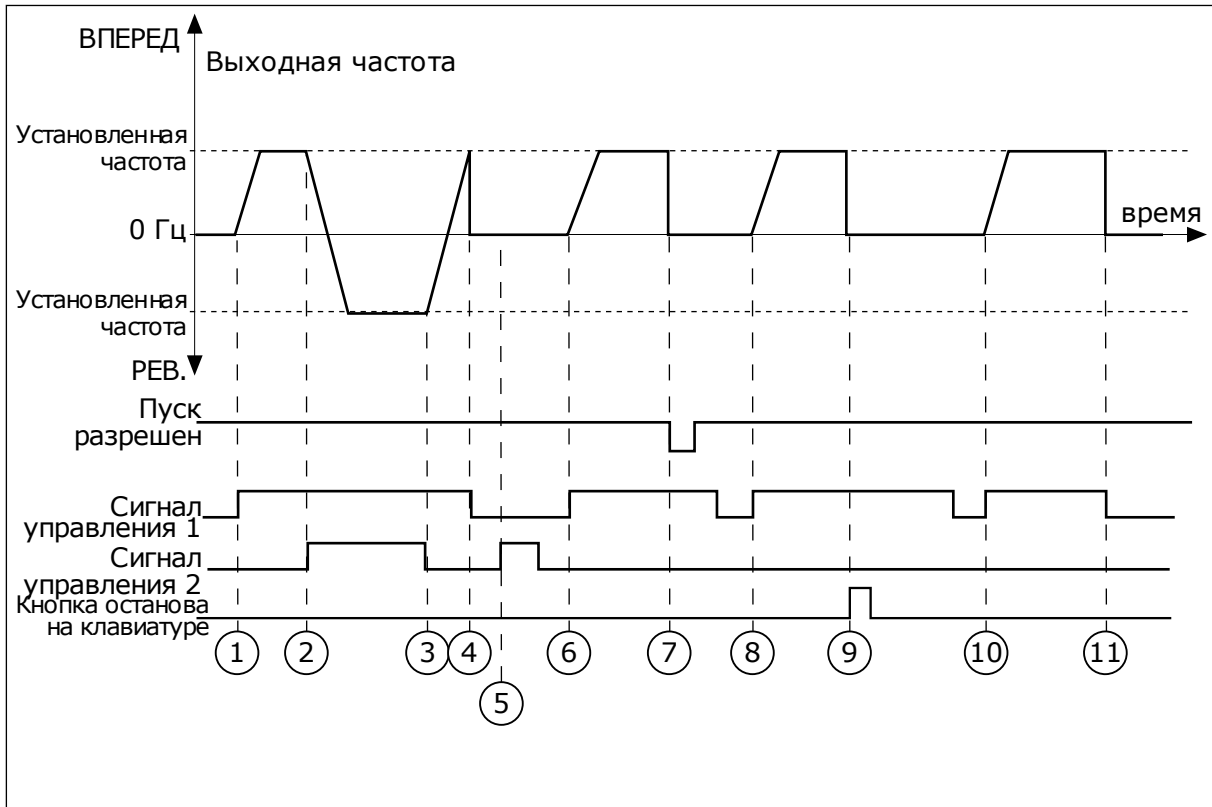 ВПЕРЕД
Выходная частота
Установленная
частота
0 Гц
время
Установленная
частота
РЕВ.
Пуск
разрешен
Сигнал
управления 1
Сигнал
управления 2
Кнопка останова
на клавиатуре
1
2
3
4
5
6
7
8
9
10
11